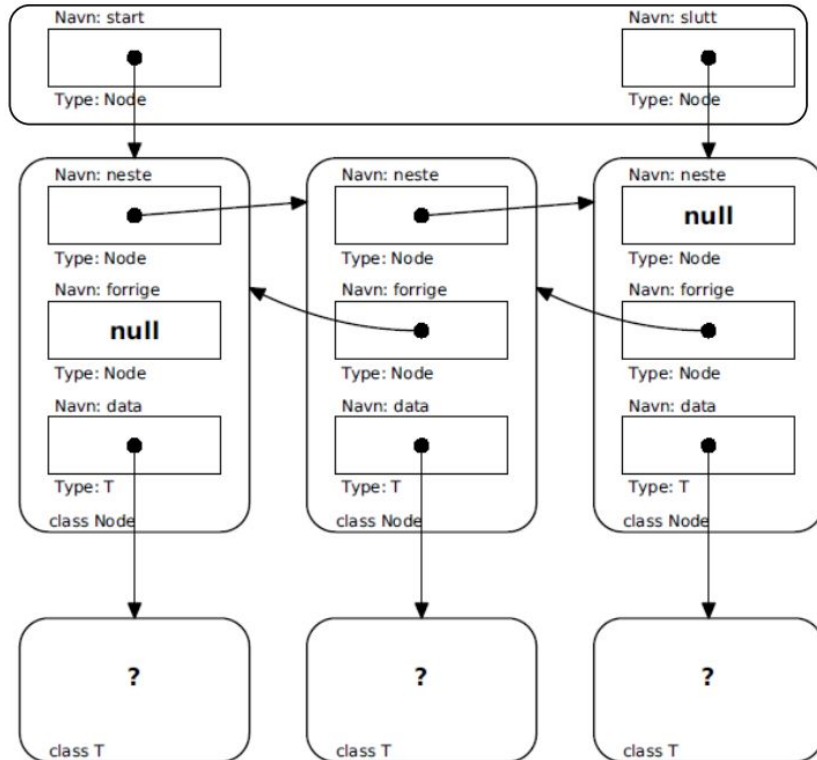 Navn: start
Navn: slutt
Type: Node
Type: Node
Navn: neste
Navn: neste
Navn: neste
null
Type: Node
Type: Node
Type: Node
Navn: forrige
Navn: forrige
Navn: forrige
null
Type: Node
Type: Node
Type: Node
Navn: data
Navn: data
Navn: data
Type: T
Type: T
Type: T
class Node
class Node
class Node
?
?
?
class T
class T
class T